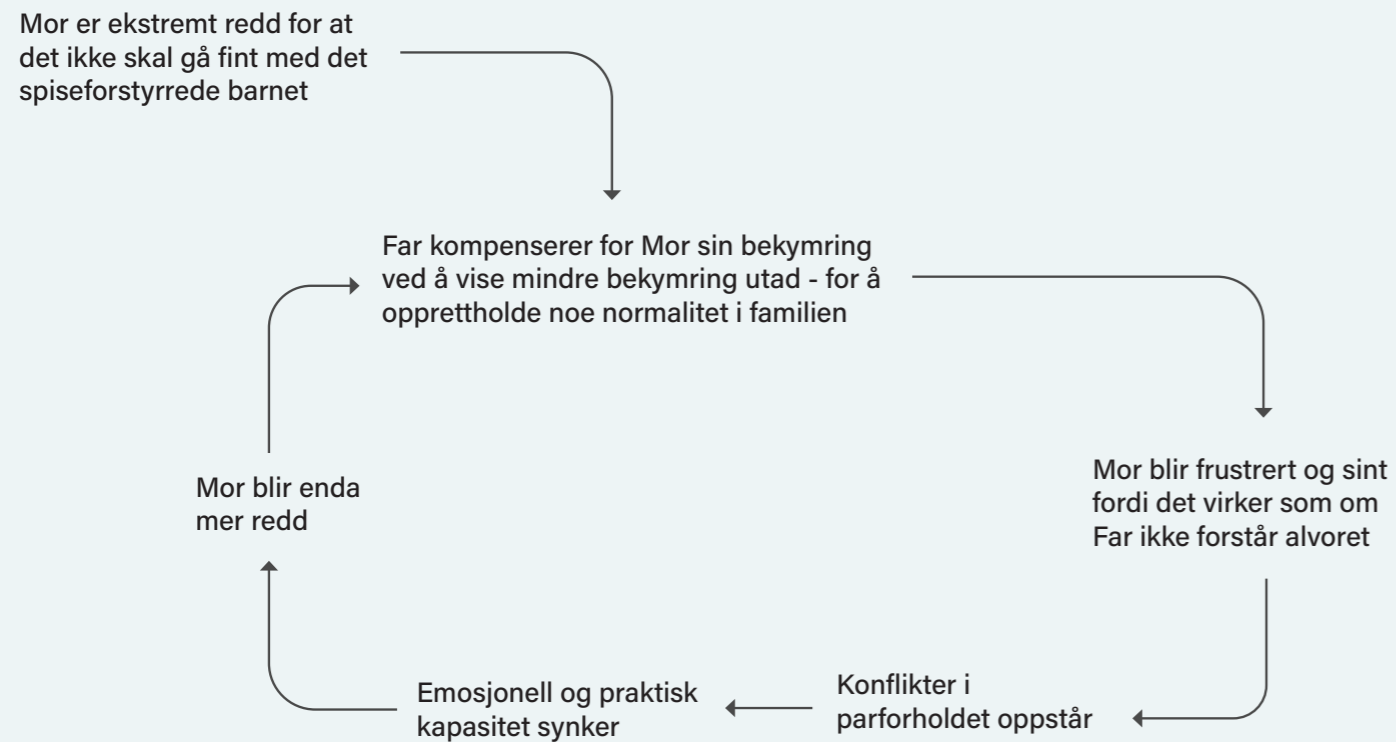 Mor er ekstremt redd for at
det ikke skal gå fint med det
spiseforstyrrede barnet
Far kompenserer for Mor sin bekymring
ved å vise mindre bekymring utad - for å
opprettholde noe normalitet i familien
Mor blir frustrert og sint
fordi det virker som om
Far ikke forstår alvoret
Konflikter i
parforholdet oppstår
Emosjonell og praktisk
kapasitet synker
Mor blir enda
mer redd